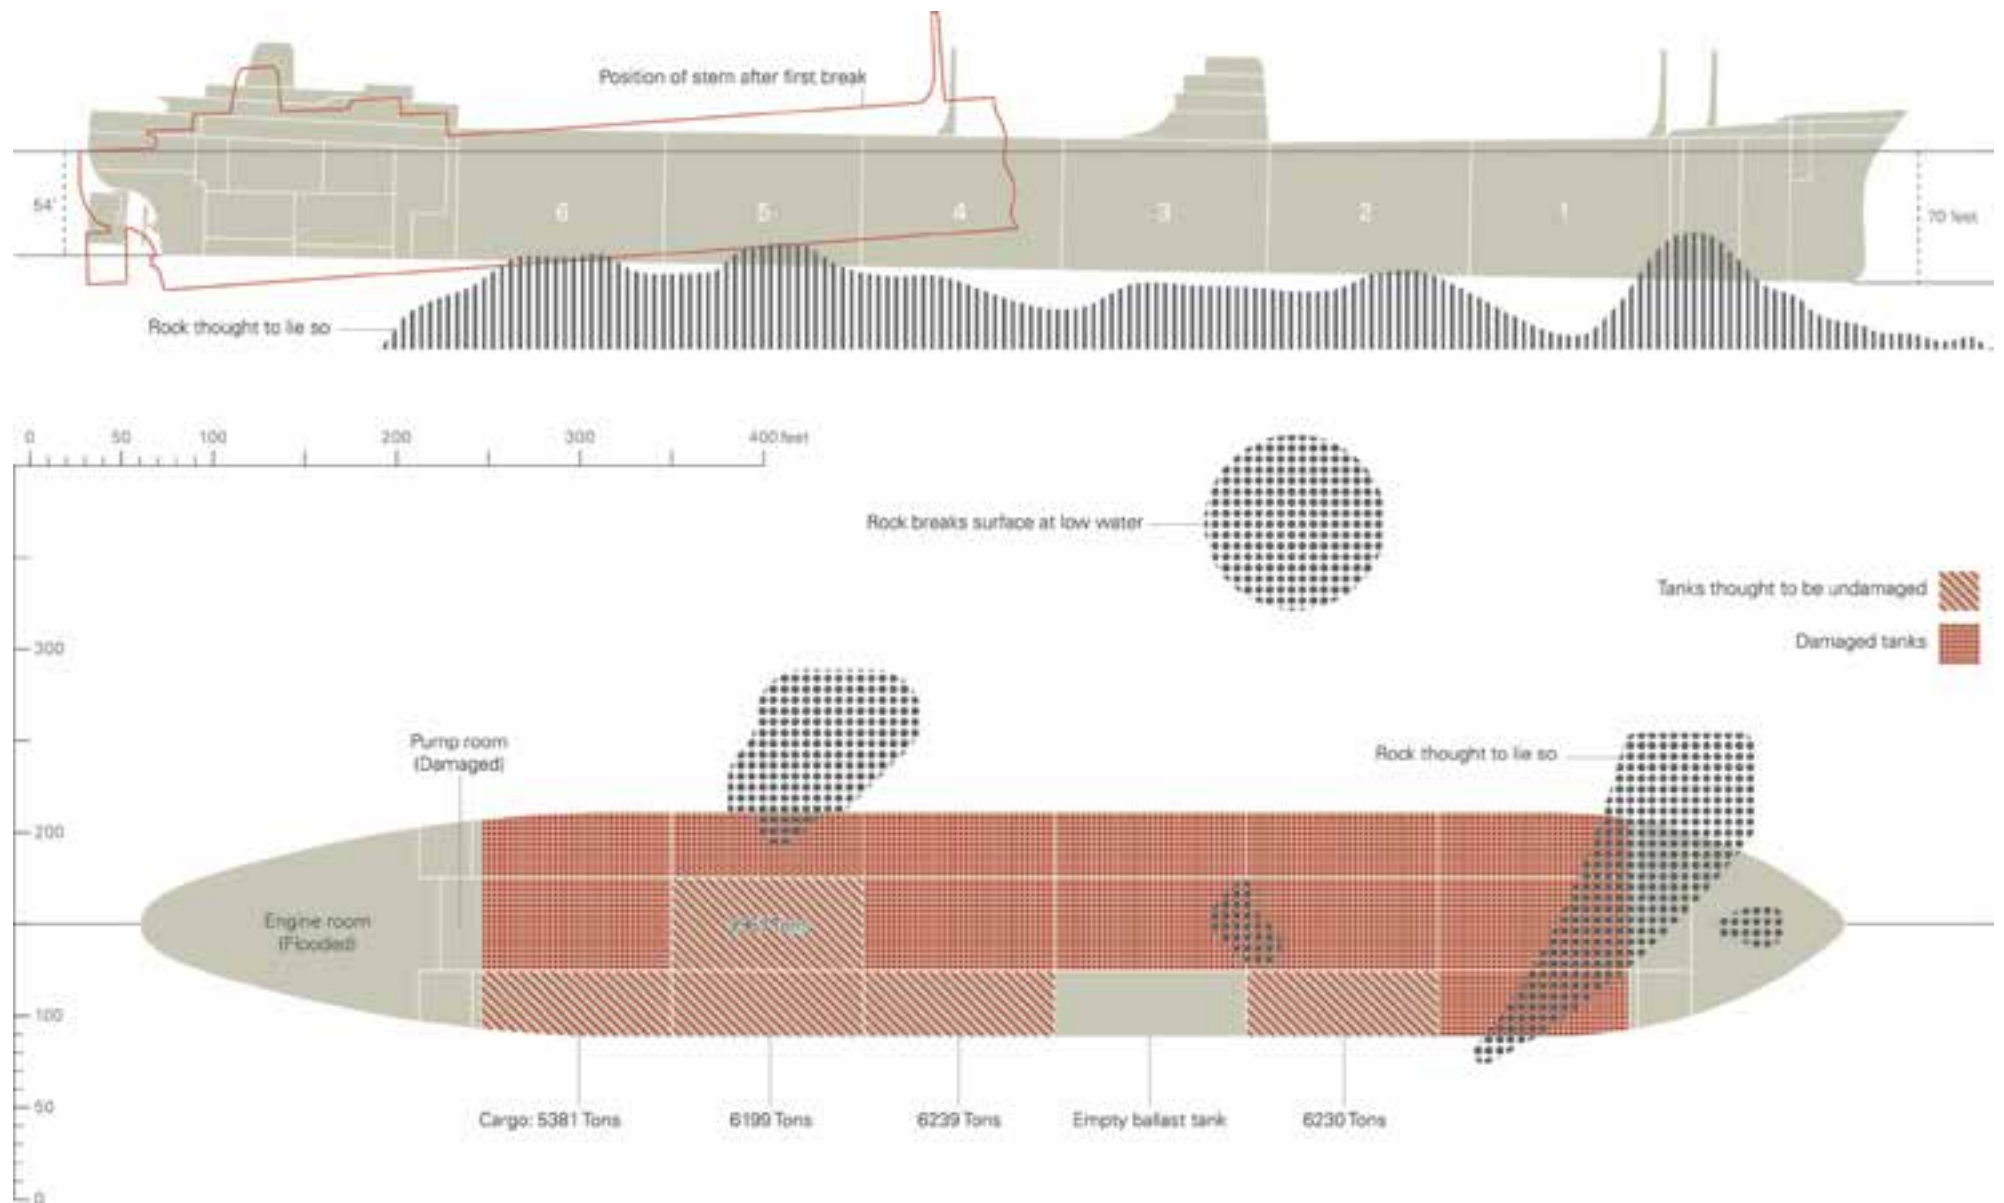 Position of stern after first break
54'
6
5
4
3
2
1
70 feet
Rock thought to lie so
0
50
100
200
300
400 feet
Rock breaks surface at low water
Tanks thought to be undamaged
Damaged tanks
300
Pump room
(Damaged)
Rock thought to lie so
200
Engine room
(Flooded)
100
50
0
Cargo: 5381 Tons
6199 Tons
6239 Tons
Empty ballast tank
6230 Tons